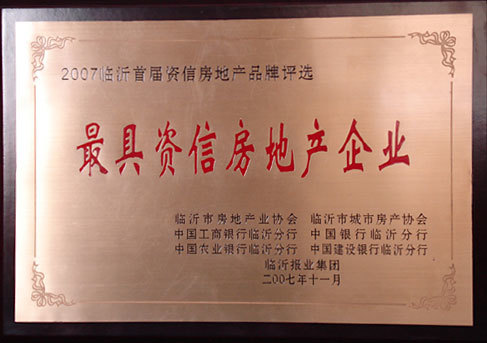 2007临沂首届资信房地产品牌评选
最具资信房地产企业
临沂市房地产业协会 临沂市城市房产协会
中国工商银行临沂分行 中国银行临沂分行
中国农业银行临沂分行 中国建设银行临沂分行
临沂报业集团
二00七年十一月